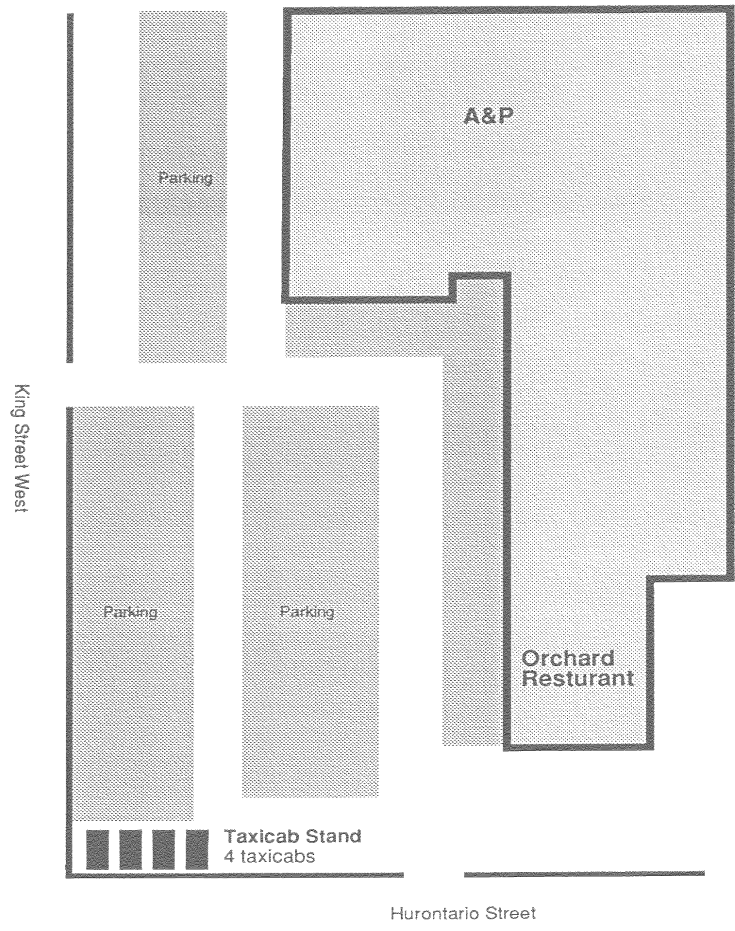 A&P
Parking
King Street West
Parking
Parking
Orchard
Resturant
Taxicab Stand
4 taxicabs
Hurontario Street